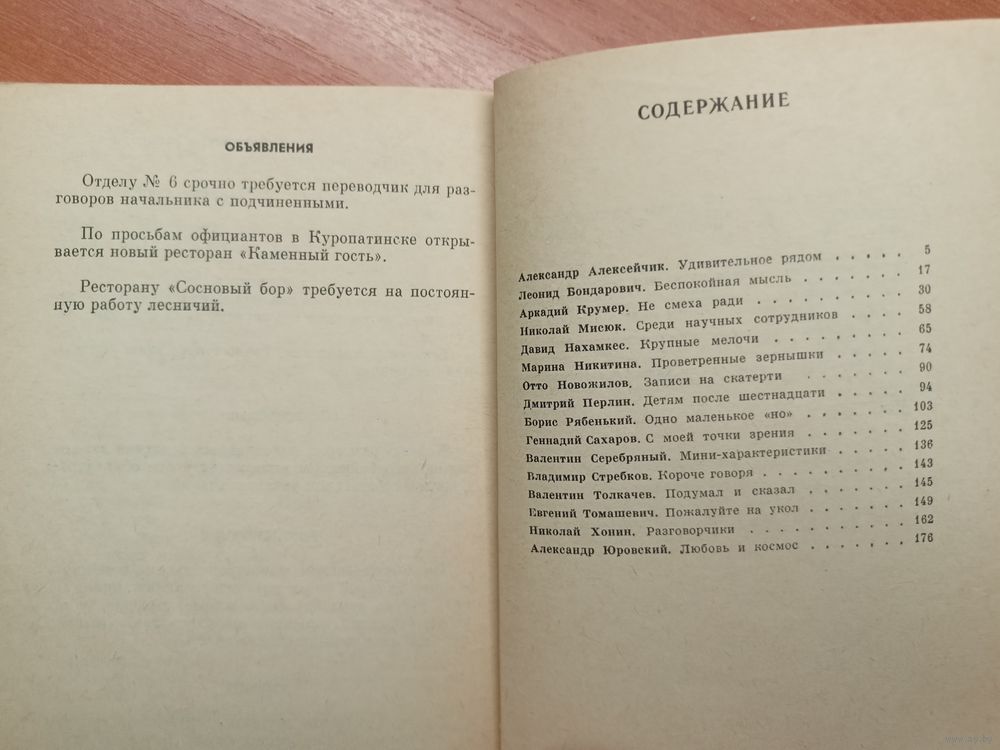 ОБЪЯВЛЕНИЯ
Отделу № 6 срочно требуется переводчик для раз-
говоров начальника с подчиненными.
По просьбам официантов в Куропатинске откры-
вается новый ресторан «Каменный гость».
Ресторану «Сосновый бор» требуется на постоян-
ную работу лесничий.
СОДЕРЖАНИЕ
Александр Алексейчик. Удивительное рядом . . . . . 5
Леонид Бондарович. Беспокойная мысль . . . . . . 17
Аркадий Крумер. Не смеха ради . . . . . . . . 30
Николай Мисюк. Среди научных сотрудников . . . . 58
Давид Нахамкес. Крупные мелочи . . . . . . . . 65
Марина Никитина. Проветренные зернышки . . . . . 74
Отто Новожилов. Записи на скатерти . . . . . . 90
Дмитрий Перлин. Детям после шестнадцати . . . . . 94
Борис Рябенький. Одно маленькое «но» . . . . . . 103
Геннадий Сахаров. С моей точки зрения . . . . . . 125
Валентин Серебряный. Мини-характеристики . . . . . 136
Владимир Стребков. Короче говоря . . . . . . . . 143
Валентин Толкачев. Подумал и сказал . . . . . . 145
Евгений Томашевич. Пожалуйте на укол . . . . . . 149
Николай Хонин. Разговорчики . . . . . . . . . 162
Александр Юровский. Любовь и космос . . . . . . 176